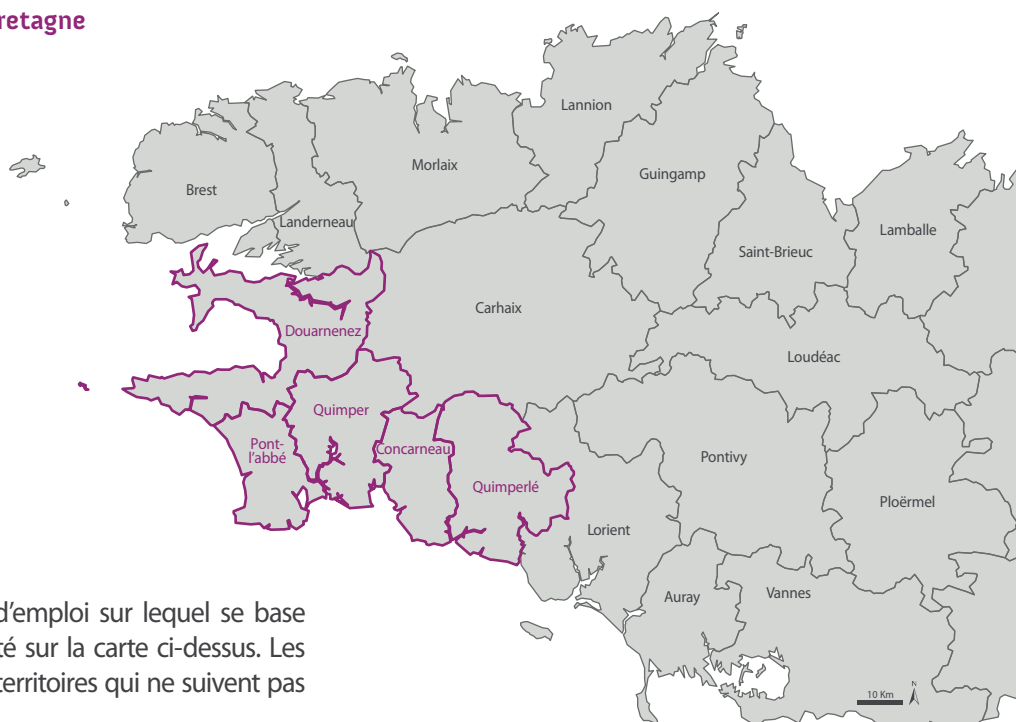 retagne
Lannion
Morlaix
Guingamp
Brest
Landerneau
Lamballe
Saint-Brieuc
Carhaix
Douarnenez
Loudéac
Quimper
Pont-
l'abbé
Concarneau
Pontivy
Quimperlé
Ploërmel
Lorient
Auray
Vannes
d'emploi sur lequel se base
té sur la carte ci-dessus. Les
territoires qui ne suivent pas
10 Km
N